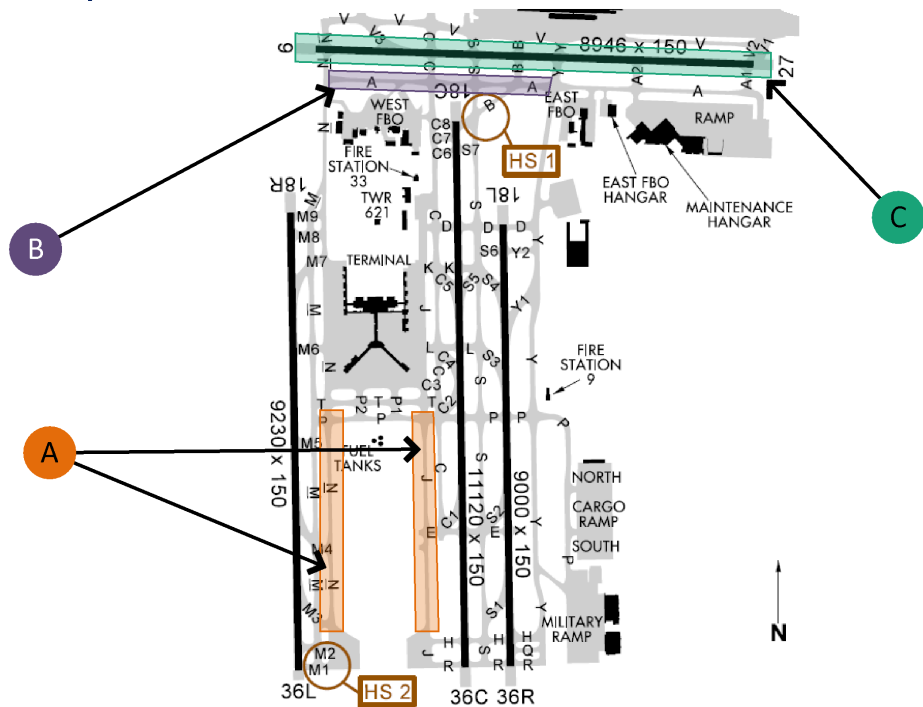 V
V
V3
V
V
V
8946 x 150
V
V2
V1
N
C
S
B
Y
9
27
N
C
S
B
Y
A2
A1
A
A
A
18C
B
WEST
FBO
EAST
FBO
RAMP
N
C8
C7
C6
S7
HS 1
FIRE
STATION
33
EAST FBO
HANGAR
MAINTENANCE
HANGAR
TWR
621
18R
M
18L
S
M9
C
D
D
D
M8
S6
Y2
Y
B
C
M7
TERMINAL
K
K
C5
S5
S4
M
J
Y1
M6
L
C4
L
S3
Y
N
C
C3
S
FIRE
STATION
9
T
P2
T
P1
T
C2
P
P
P
P
P
9230 x 150
M5
FUEL
TANKS
A
C
J
S
NORTH
M
N
11120 x 150
9000 x 150
CARGO
RAMP
C1
S2
Y
E
E
M4
SOUTH
P
M
N
M3
S1
Y
MILITARY
RAMP
N
M2
M1
J
H
R
S
H
R
H
Q
R
36L
HS 2
36C
36R